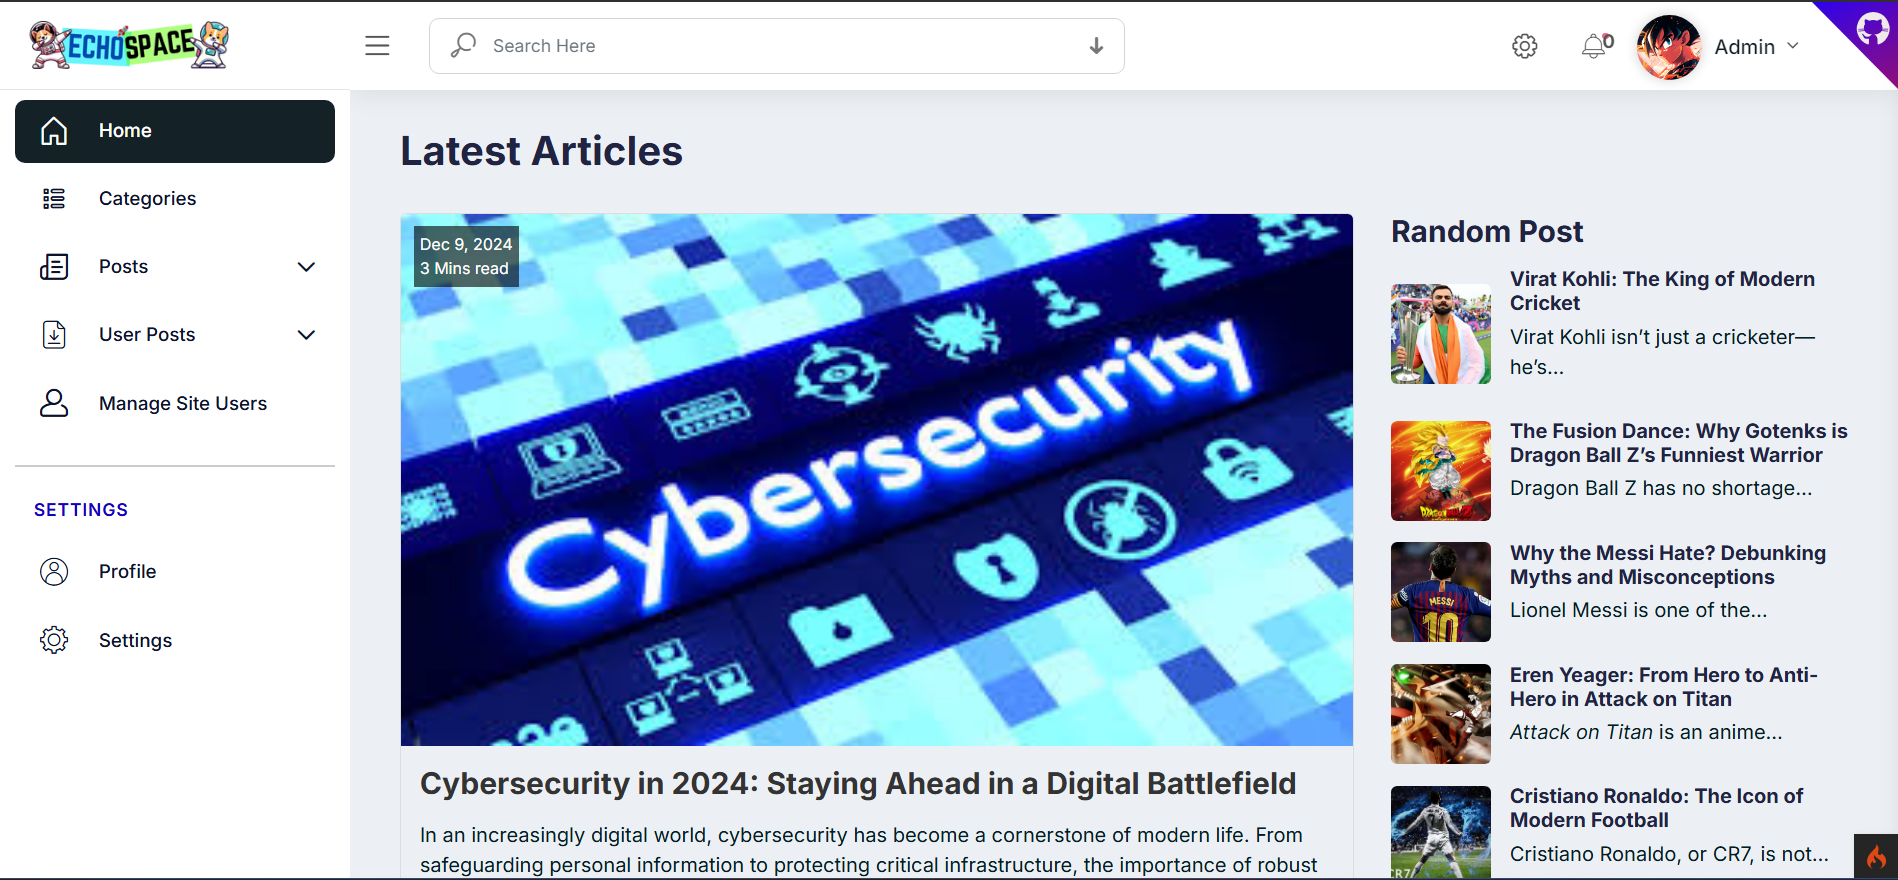 ECHOSPACE
Search Here
0
Admin
Home
Categories
Posts
User Posts
Manage Site Users
SETTINGS
Profile
Settings
Latest Articles
Dec 9, 2024
3 Mins read
Cybersecurity
Cybersecurity in 2024: Staying Ahead in a Digital Battlefield
In an increasingly digital world, cybersecurity has become a cornerstone of modern life. From
safeguarding personal information to protecting critical infrastructure, the importance of robust
Random Post
Virat Kohli: The King of Modern
Cricket
Virat Kohli isn’t just a cricketer—
he’s...
The Fusion Dance: Why Gotenks is
Dragon Ball Z’s Funniest Warrior
Dragon Ball Z has no shortage...
Why the Messi Hate? Debunking
Myths and Misconceptions
Lionel Messi is one of the...
MESSI
10
Eren Yeager: From Hero to Anti-
Hero in Attack on Titan
Attack on Titan is an anime...
Cristiano Ronaldo: The Icon of
Modern Football
Cristiano Ronaldo, or CR7, is not...
CR7